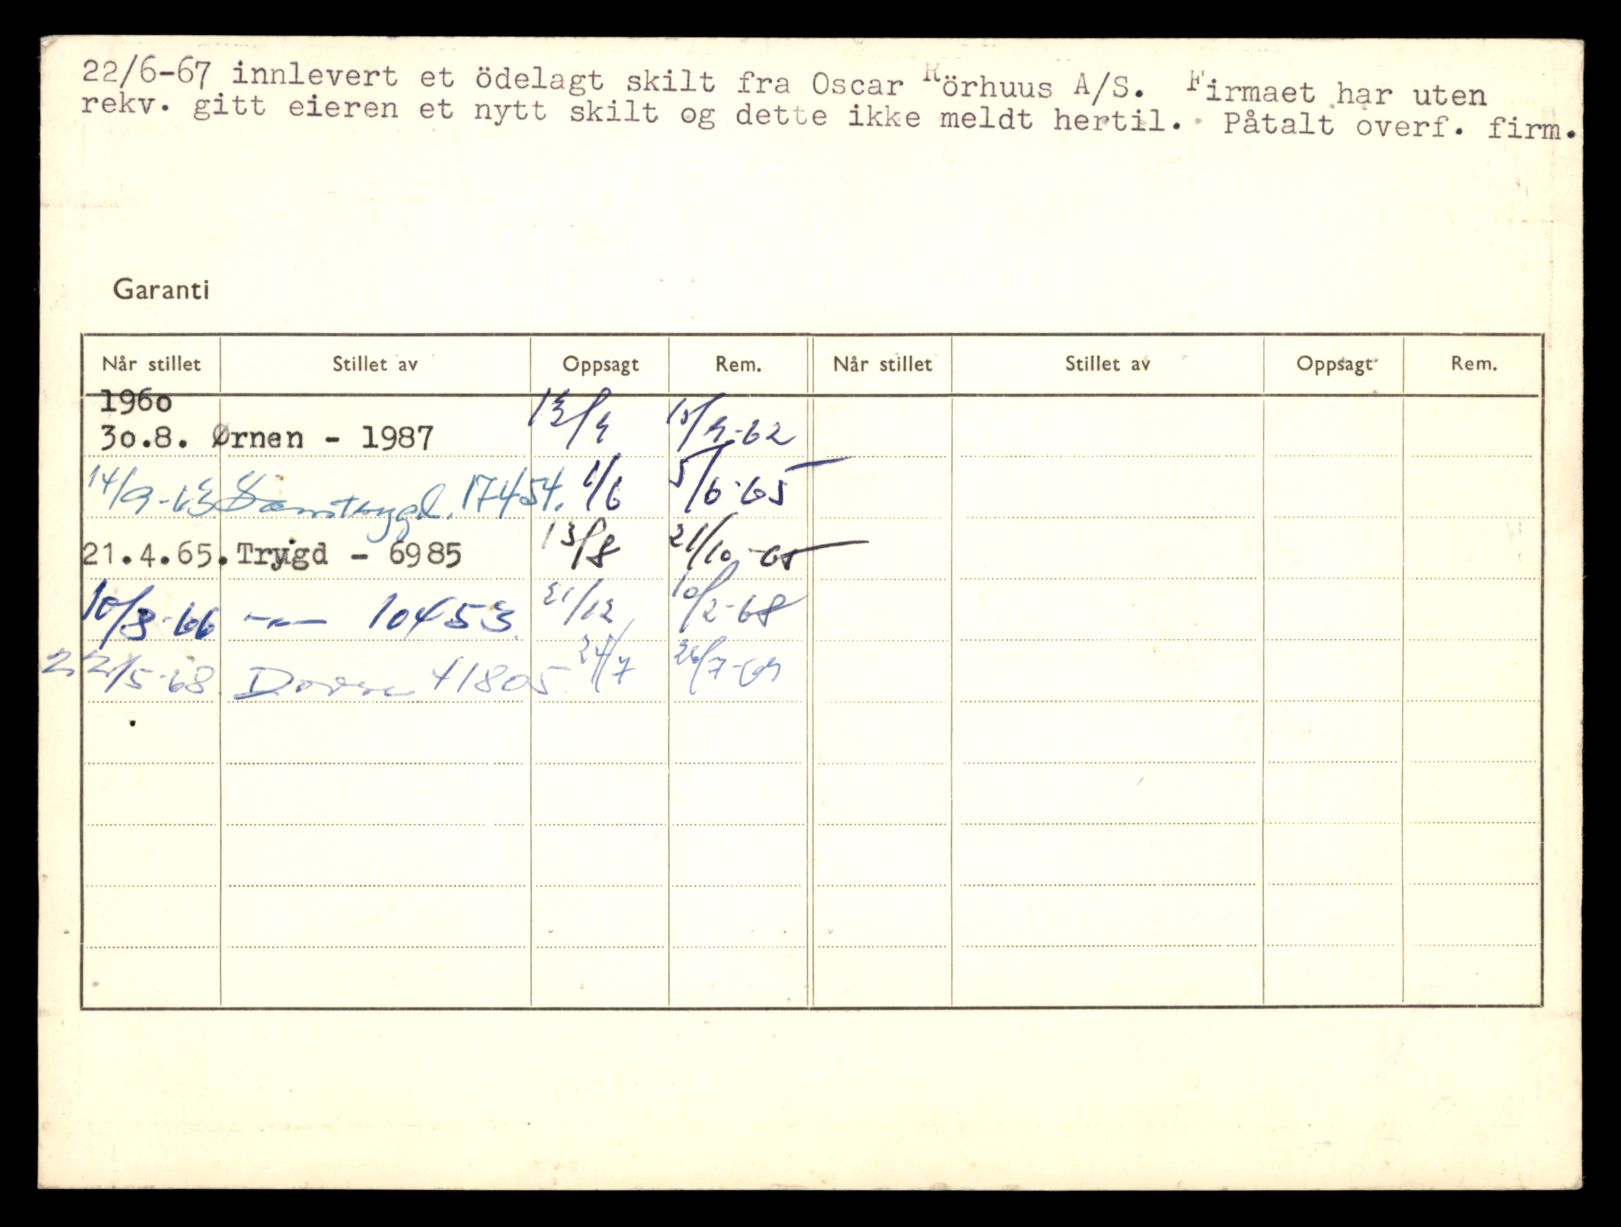 22/6-67 innlevert et ödelagt skilt fra Oscar Rörhuus A/S. Firmaet har uten
rekv. gitt eieren et nytt skilt og dette ikke meldt hertil. Påtalt overf. firm.
Garanti
Når stillet Stillet av Oppsagt Rem. Når stillet Stillet av Oppsagt Rem.
1960
30.8. Ørnen - 1987 13/9 10/9-62
14/9-63 Samtrygd. 17454. 1/6 5/6-65
21.4.65. Trygd - 6985 13/8 21/10-65
10/3-66 -"- 10453. 21/12 10/2-68
22/5-68. 41805. 24/7 26/7-69